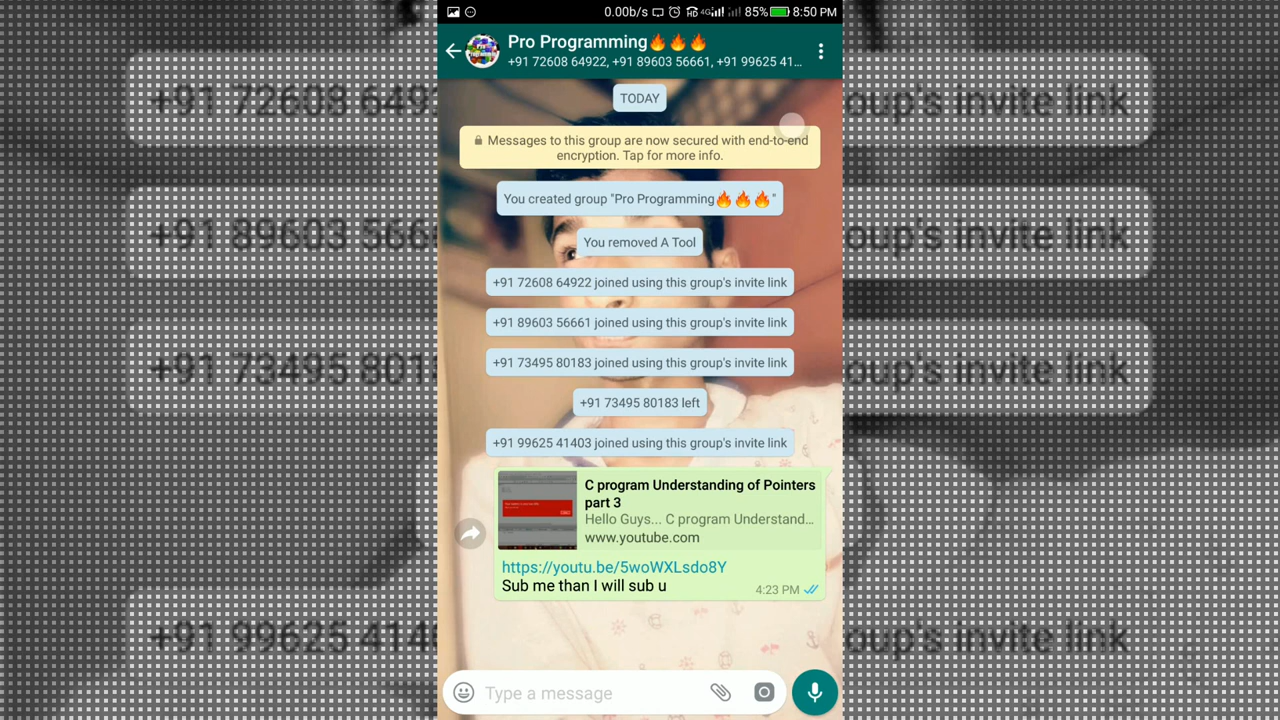 0.00b/s 4G 85% 8:50 PM
Pro Programming🔥🔥🔥
+91 72608 64922, +91 89603 56661, +91 99625 41...
TODAY
Messages to this group are now secured with end-to-end
encryption. Tap for more info.
You created group "Pro Programming🔥🔥🔥"
You removed A Tool
+91 72608 64922 joined using this group's invite link
+91 89603 56661 joined using this group's invite link
+91 73495 80183 joined using this group's invite link
+91 73495 80183 left
+91 99625 41403 joined using this group's invite link
C program Understanding of Pointers
part 3
Hello Guys... C program Understand...
www.youtube.com
https://youtu.be/5woWXLsdo8Y
Sub me than I will sub u
4:23 PM
Type a message
+91 72608 649
oup's invite link
+91 89603 566
oup's invite link
+91 73495 801
oup's invite link
+91 99625 414
oup's invite link